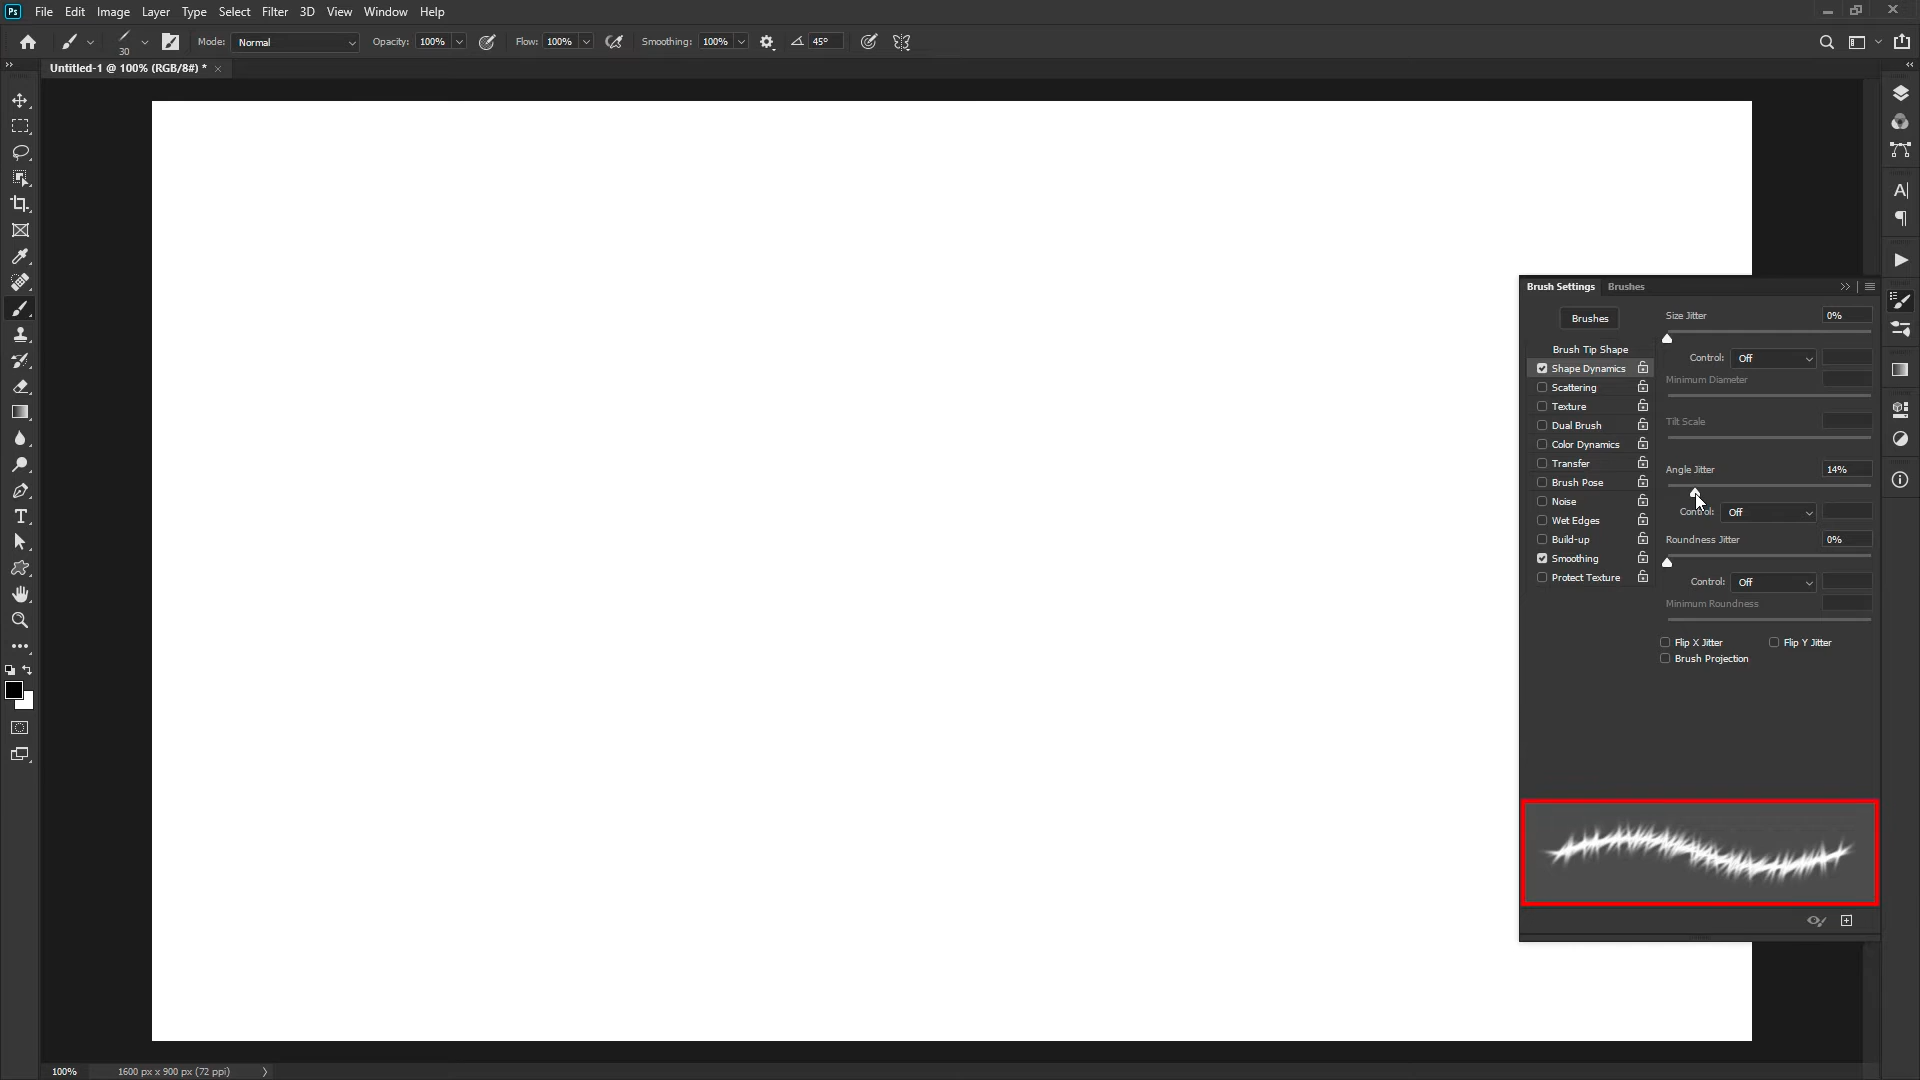 Ps File Edit Image Layer Type Select Filter 3D View Window Help
30 Mode: Normal Opacity: 100% Flow: 100% Smoothing: 100% 45°
Untitled-1 @ 100% (RGB/8#) *
Brush Settings Brushes
Brushes
Brush Tip Shape
Shape Dynamics
Scattering
Texture
Dual Brush
Color Dynamics
Transfer
Brush Pose
Noise
Wet Edges
Build-up
Smoothing
Protect Texture
Size Jitter 0%
Control: Off
Minimum Diameter
Tilt Scale
Angle Jitter 14%
Control: Off
Roundness Jitter 0%
Control: Off
Minimum Roundness
Flip X Jitter Flip Y Jitter
Brush Projection
100% 1600 px x 900 px (72 ppi)